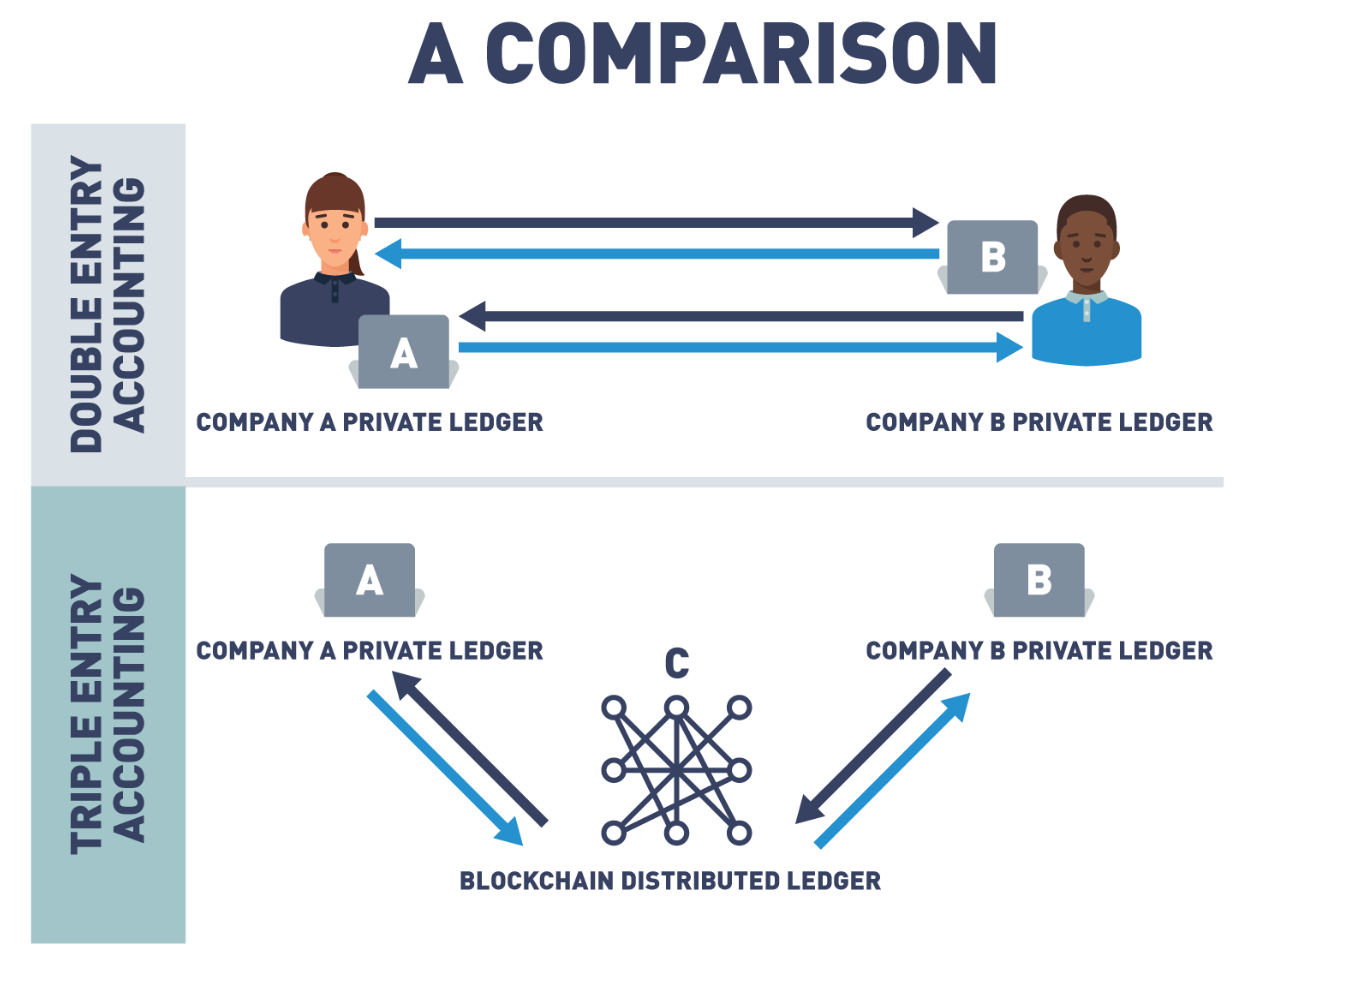 A COMPARISON
DOUBLE ENTRY
ACCOUNTING
B
A
COMPANY A PRIVATE LEDGER
COMPANY B PRIVATE LEDGER
TRIPLE ENTRY
ACCOUNTING
A
B
COMPANY A PRIVATE LEDGER
COMPANY B PRIVATE LEDGER
C
BLOCKCHAIN DISTRIBUTED LEDGER